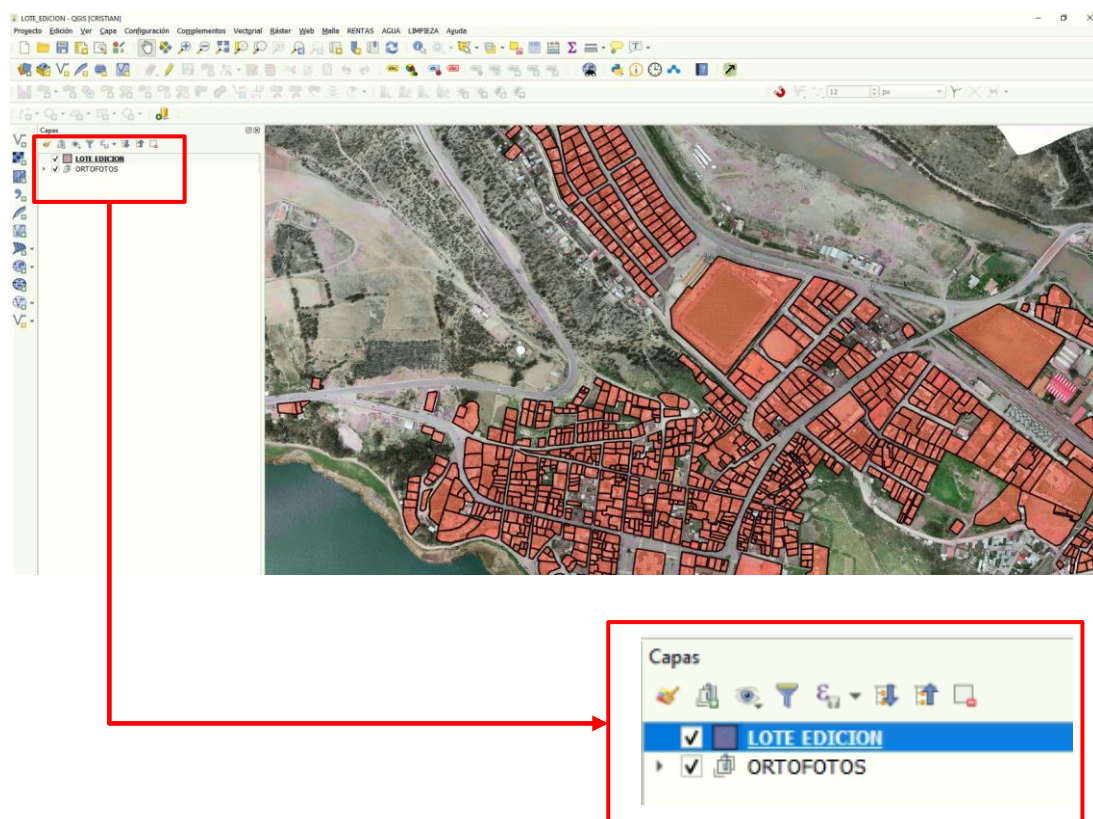 LOTE_EDICION - QGIS [CRISTIAN]
Proyecto Edición Ver Capa Configuración Complementos Vectorial Ráster Web Malla RENTAS AGUA LIMPIEZA Ayuda
12 px
Capas
LOTE EDICION
ORTOFOTOS
Capas
LOTE EDICION
ORTOFOTOS